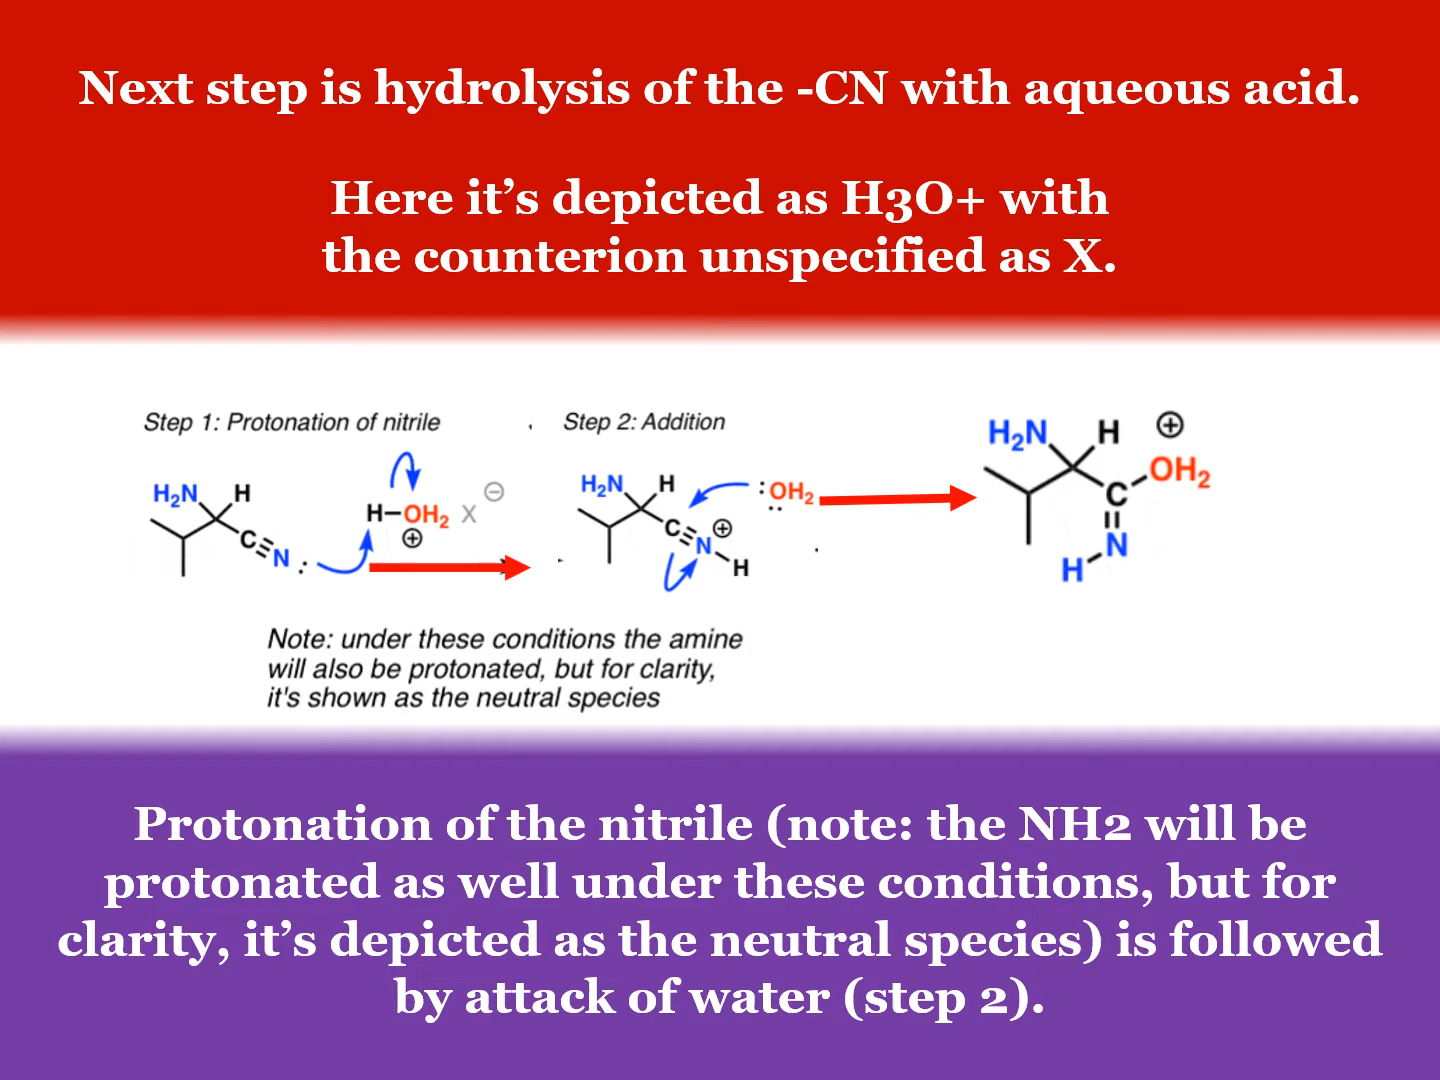 Next step is hydrolysis of the -CN with aqueous acid.
Here it’s depicted as H3O+ with
the counterion unspecified as X.
Step 1: Protonation of nitrile
H₂N H
C≡N :
H–OH₂ X ⊖
⊕
Step 2: Addition
H₂N H
C≡N ⊕
H
:OH₂
H₂N H ⊕
OH₂
C
N
H
Note: under these conditions the amine
will also be protonated, but for clarity,
it's shown as the neutral species
Protonation of the nitrile (note: the NH2 will be
protonated as well under these conditions, but for
clarity, it’s depicted as the neutral species) is followed
by attack of water (step 2).